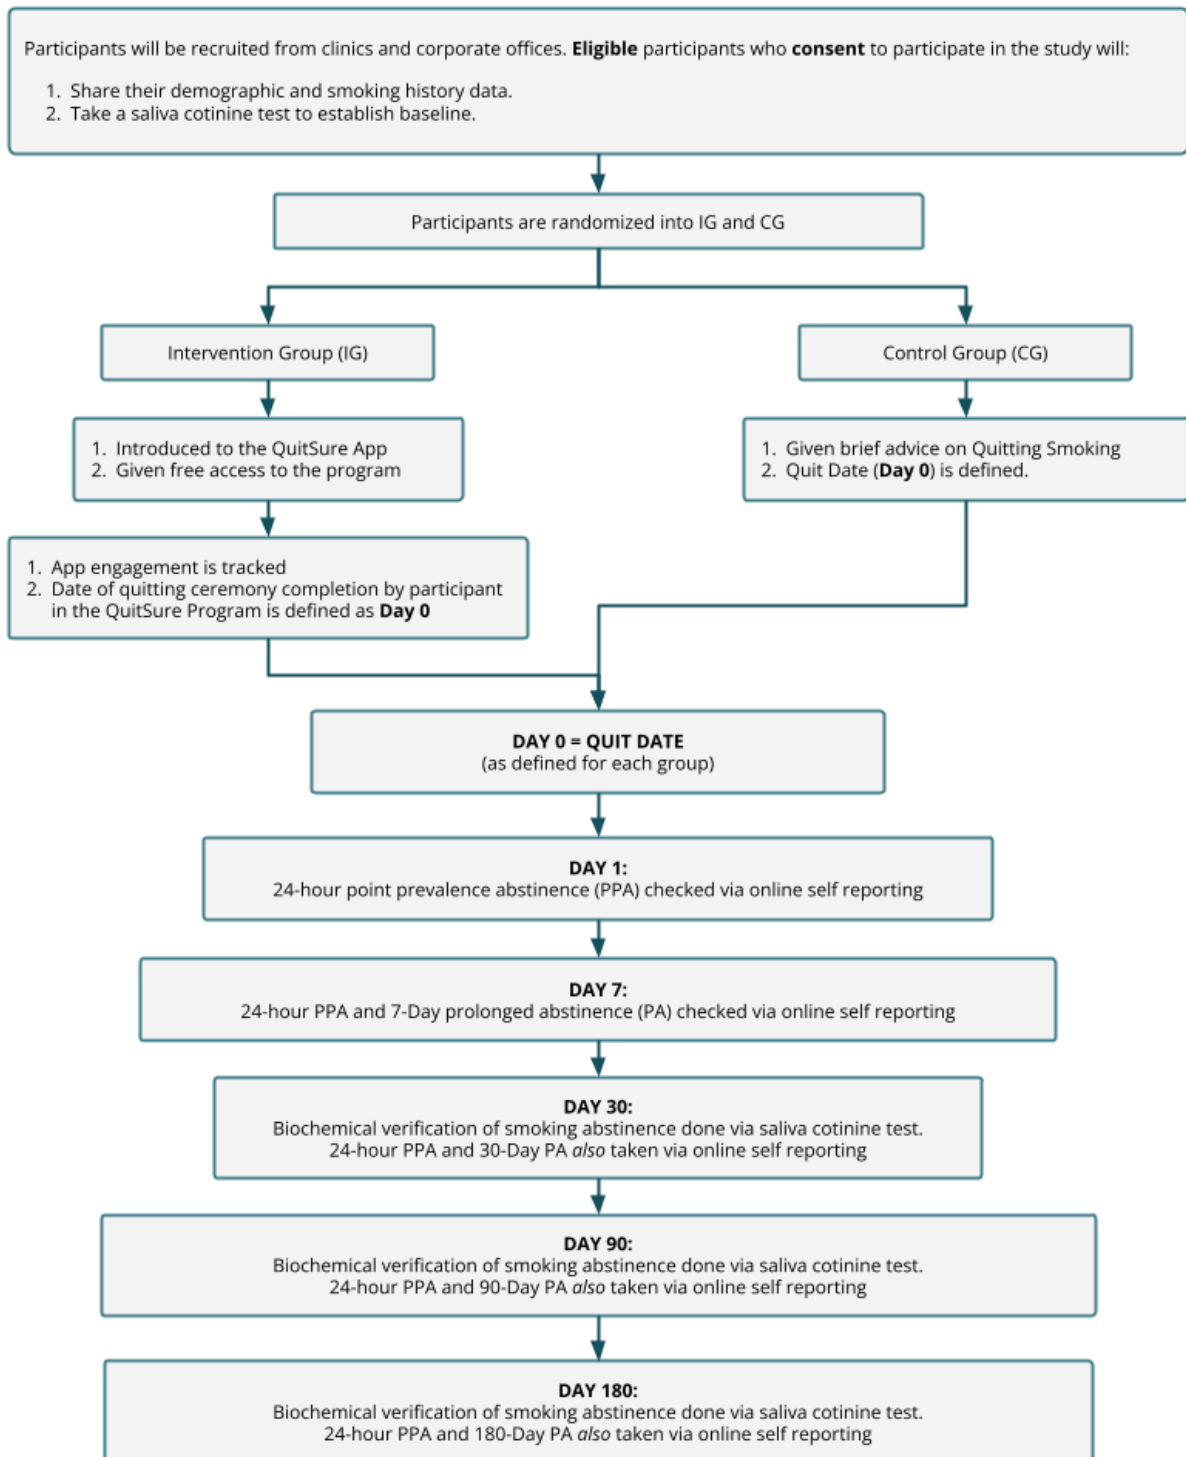 Participants will be recruited from clinics and corporate offices. Eligible participants who consent to participate in the study will:
1. Share their demographic and smoking history data.
2. Take a saliva cotinine test to establish baseline.
Participants are randomized into IG and CG
Intervention Group (IG)
Control Group (CG)
1. Introduced to the QuitSure App
2. Given free access to the program
1. Given brief advice on Quitting Smoking
2. Quit Date (Day 0) is defined.
1. App engagement is tracked
2. Date of quitting ceremony completion by participant
in the QuitSure Program is defined as Day 0
DAY 0 = QUIT DATE
(as defined for each group)
DAY 1:
24-hour point prevalence abstinence (PPA) checked via online self reporting
DAY 7:
24-hour PPA and 7-Day prolonged abstinence (PA) checked via online self reporting
DAY 30:
Biochemical verification of smoking abstinence done via saliva cotinine test.
24-hour PPA and 30-Day PA also taken via online self reporting
DAY 90:
Biochemical verification of smoking abstinence done via saliva cotinine test.
24-hour PPA and 90-Day PA also taken via online self reporting
DAY 180:
Biochemical verification of smoking abstinence done via saliva cotinine test.
24-hour PPA and 180-Day PA also taken via online self reporting